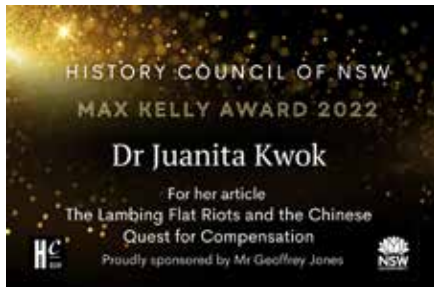 HISTORY COUNCIL OF NSW
MAX KELLY AWARD 2022
Dr Juanita Kwok
For her article
The Lambing Flat Riots and the Chinese
Quest for Compensation
Proudly sponsored by Mr Geoffrey Jones
HC
NSW